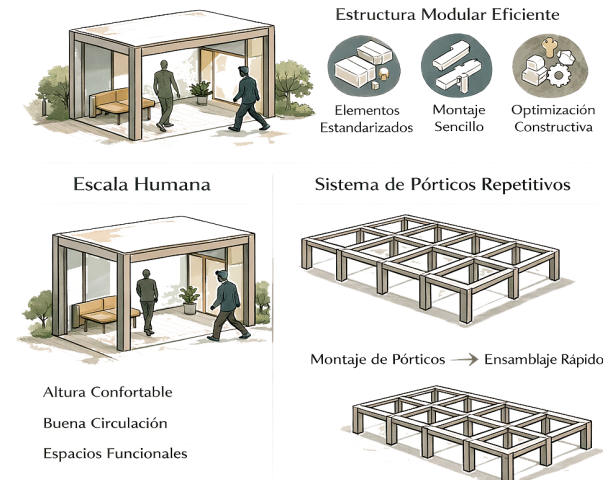 Estructura Modular Eficiente
Elementos
Estandarizados
Montaje
Sencillo
Optimización
Constructiva
Escala Humana
Sistema de Pórticos Repetitivos
Montaje de Pórticos → Ensamblaje Rápido
Altura Confortable
Buena Circulación
Espacios Funcionales